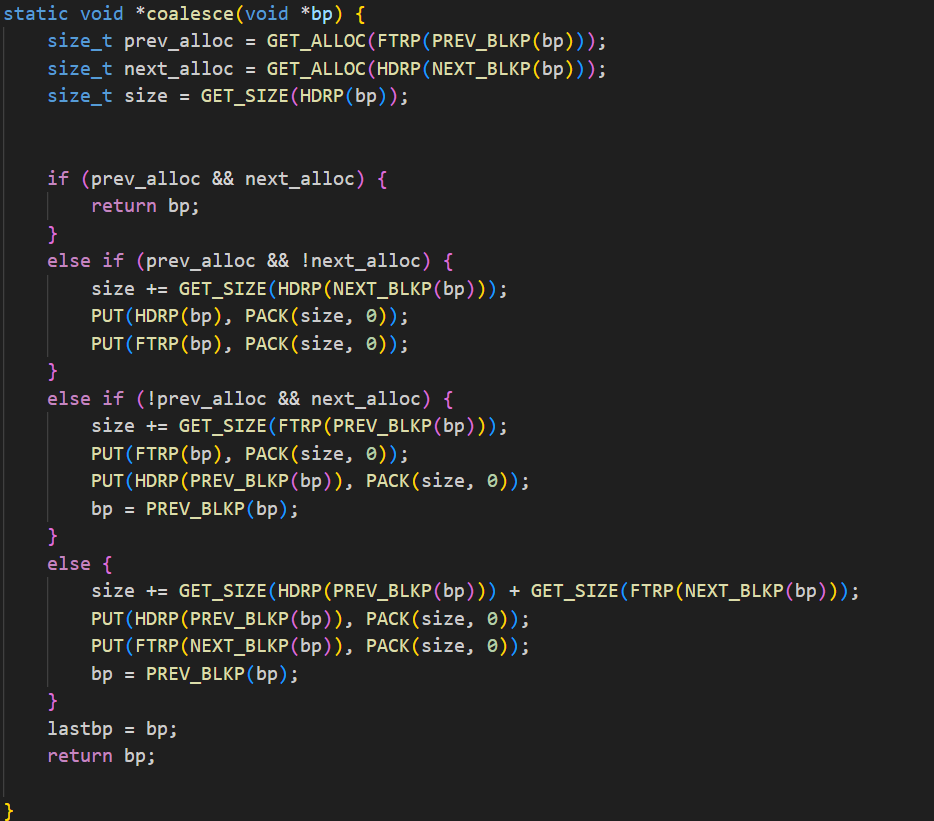 static void *coalesce(void *bp) {
    size_t prev_alloc = GET_ALLOC(FTRP(PREV_BLKP(bp)));
    size_t next_alloc = GET_ALLOC(HDRP(NEXT_BLKP(bp)));
    size_t size = GET_SIZE(HDRP(bp));
    if (prev_alloc && next_alloc) {
        return bp;
    }
    else if (prev_alloc && !next_alloc) {
        size += GET_SIZE(HDRP(NEXT_BLKP(bp)));
        PUT(HDRP(bp), PACK(size, 0));
        PUT(FTRP(bp), PACK(size, 0));
    }
    else if (!prev_alloc && next_alloc) {
        size += GET_SIZE(FTRP(PREV_BLKP(bp)));
        PUT(FTRP(bp), PACK(size, 0));
        PUT(HDRP(PREV_BLKP(bp)), PACK(size, 0));
        bp = PREV_BLKP(bp);
    }
    else {
        size += GET_SIZE(HDRP(PREV_BLKP(bp))) + GET_SIZE(FTRP(NEXT_BLKP(bp)));
        PUT(HDRP(PREV_BLKP(bp)), PACK(size, 0));
        PUT(FTRP(NEXT_BLKP(bp)), PACK(size, 0));
        bp = PREV_BLKP(bp);
    }
    lastbp = bp;
    return bp;
}